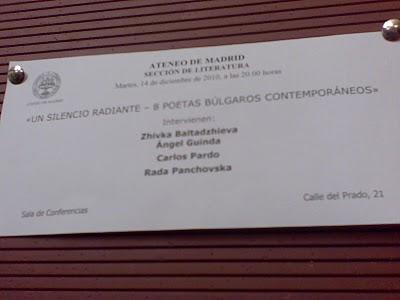 ATENEO DE MADRID
SECCIÓN DE LITERATURA
Martes, 14 de diciembre de 2010, a las 20:00 horas
«UN SILENCIO RADIANTE – 8 POETAS BÚLGAROS CONTEMPORÁNEOS»
Intervienen:
Zhivka Baltadzhieva
Ángel Guinda
Carlos Pardo
Rada Panchovska
Sala de Conferencias
Calle del Prado, 21